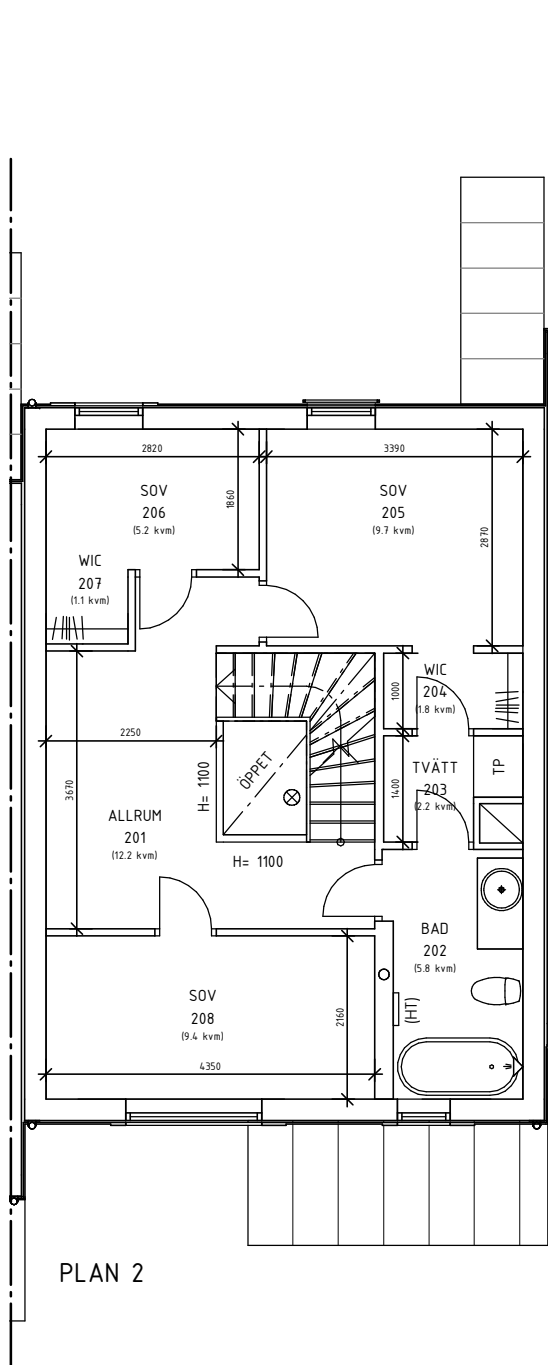 2820
3390
SOV
206
(5.2 kvm)
1860
SOV
205
(9.7 kvm)
2870
WIC
207
(1.1 kvm)
WIC
204
(1.8 kvm)
1000
2250
H= 1100
ÖPPET
TVÄTT
203
(2.2 kvm)
1400
TP
3670
ALLRUM
201
(12.2 kvm)
H= 1100
BAD
202
(5.8 kvm)
SOV
208
(9.4 kvm)
2160
(HT)
4350
PLAN 2